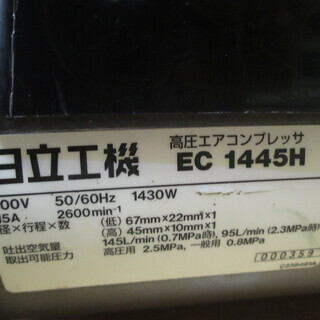 高圧エアコンプレッサ
日立工機 EC 1445H
00V 50/60Hz 1430W
15A 2600min⁻¹
径×行程×数 (低) 67mm×22mm×1
(高) 45mm×10mm×1
吐出空気量 145L/min (0.7MPa時), 95L/min (2.3MPa時)
取出可能圧力 高圧用 2.5MPa, 一般用 0.8MPa
000359